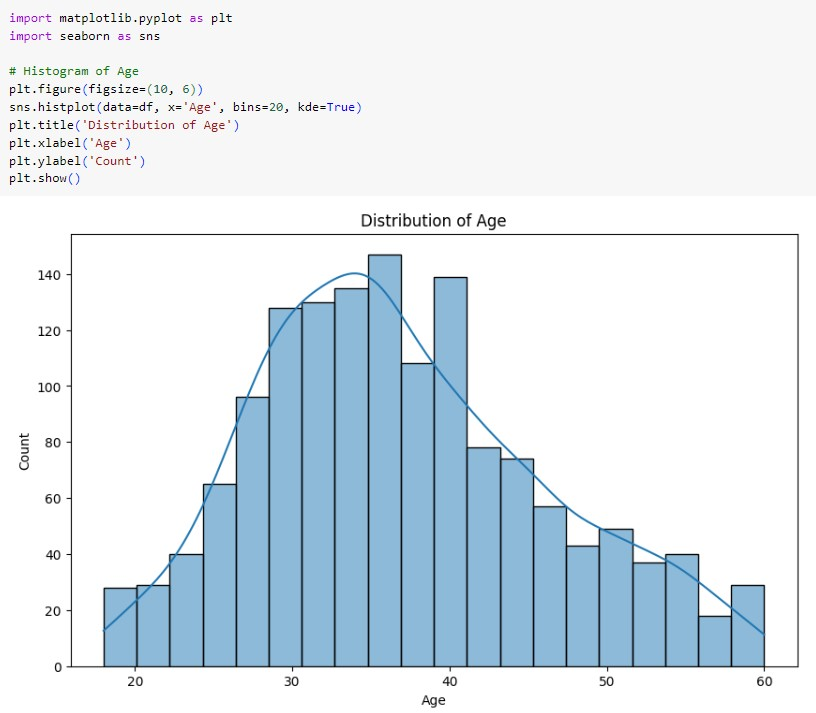 import matplotlib.pyplot as plt
import seaborn as sns
# Histogram of Age
plt.figure(figsize=(10, 6))
sns.histplot(data=df, x='Age', bins=20, kde=True)
plt.title('Distribution of Age')
plt.xlabel('Age')
plt.ylabel('Count')
plt.show()
Distribution of Age
140
120
100
80
60
40
20
0
Count
20 30 40 50 60
Age